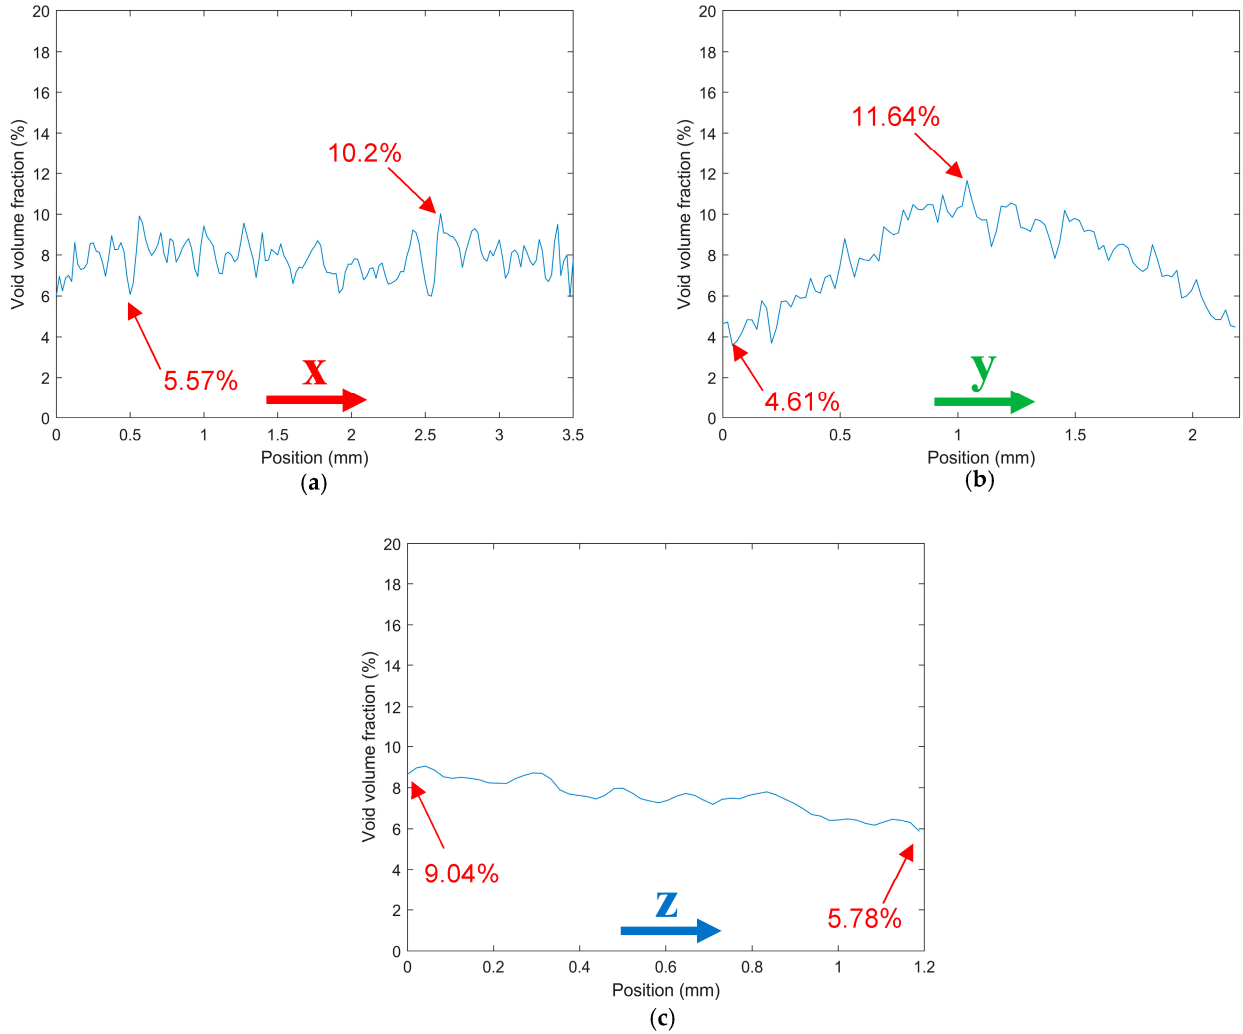 20
18
16
14
12
10
8
6
4
2
0
Void volume fraction (%)
10.2%
5.57%
x
0 0.5 1 1.5 2 2.5 3 3.5
Position (mm)
(a)
20
18
16
14
12
10
8
6
4
2
0
Void volume fraction (%)
11.64%
4.61%
y
0 0.5 1 1.5 2
Position (mm)
(b)
20
18
16
14
12
10
8
6
4
2
0
Void volume fraction (%)
9.04%
5.78%
z
0 0.2 0.4 0.6 0.8 1 1.2
Position (mm)
(c)